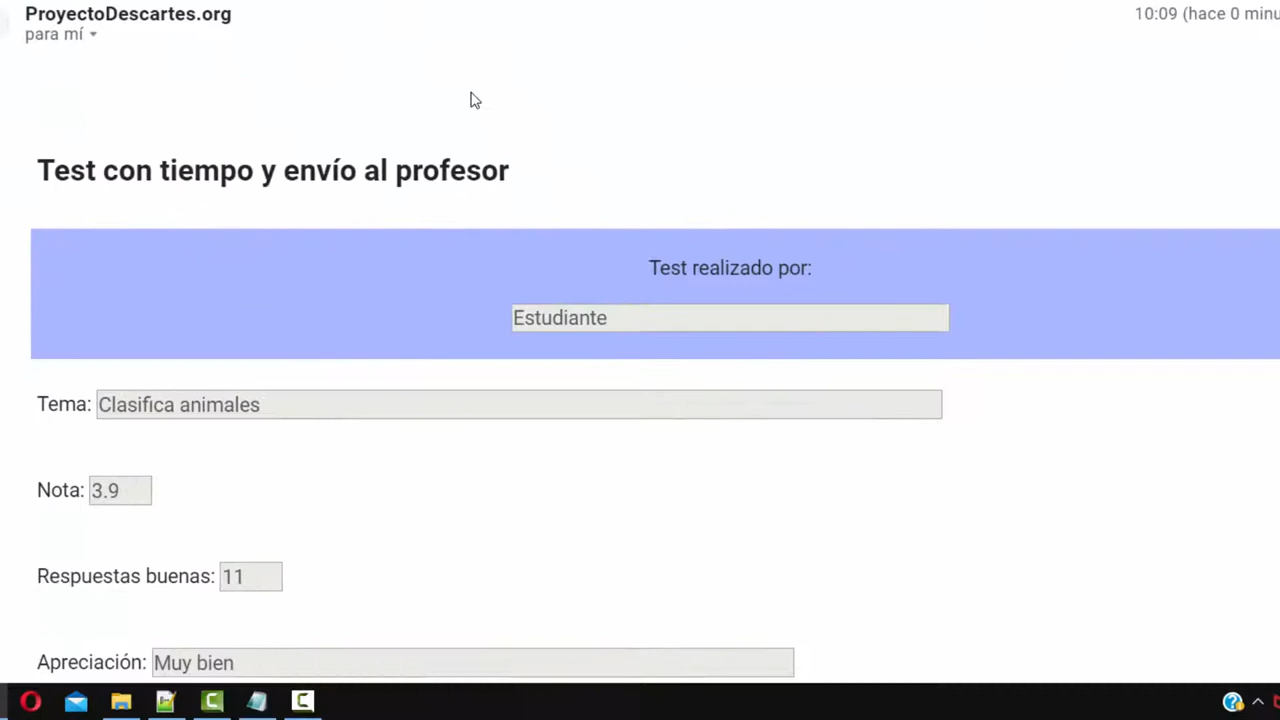 ProyectoDescartes.org
10:09 (hace 0 minu
para mí
Test con tiempo y envío al profesor
Test realizado por:
Estudiante
Tema: Clasifica animales
Nota: 3.9
Respuestas buenas: 11
Apreciación: Muy bien